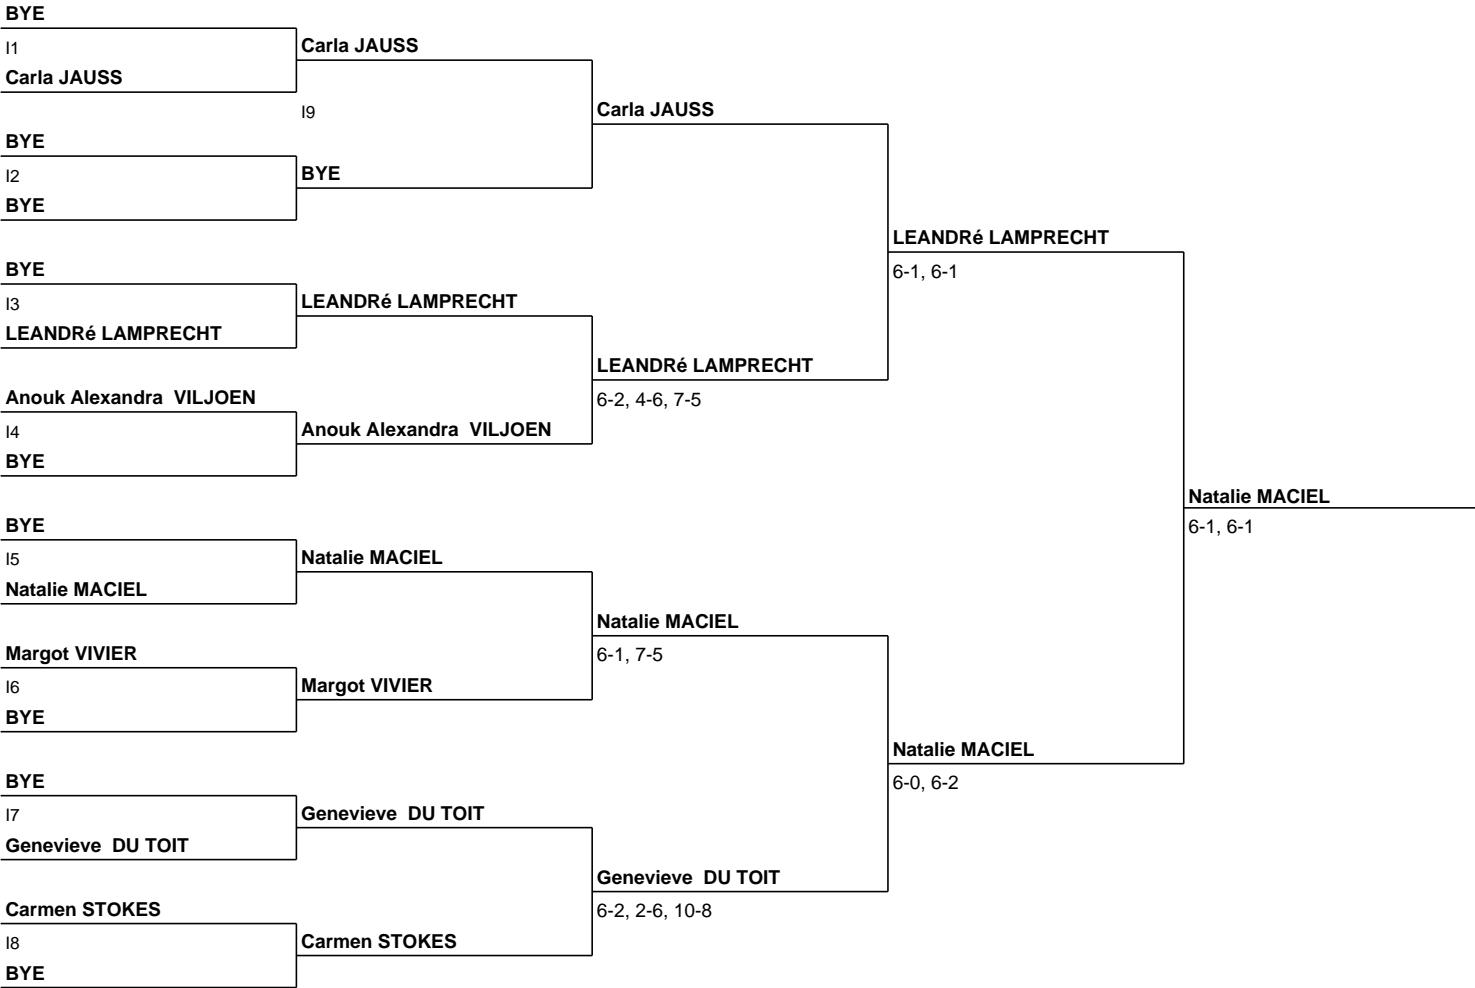 BYE
I1
Carla JAUSS
BYE
I2
BYE
BYE
I3
LEANDRé LAMPRECHT
Anouk Alexandra  VILJOEN
I4
BYE
BYE
I5
Natalie MACIEL
Margot VIVIER
I6
BYE
BYE
I7
Genevieve  DU TOIT
Carmen STOKES
I8
BYE
Carla JAUSS
I9
BYE
LEANDRé LAMPRECHT
Anouk Alexandra  VILJOEN
Natalie MACIEL
Margot VIVIER
Genevieve  DU TOIT
Carmen STOKES
Carla JAUSS
LEANDRé LAMPRECHT
6-2, 4-6, 7-5
Natalie MACIEL
6-1, 7-5
Genevieve  DU TOIT
6-2, 2-6, 10-8
LEANDRé LAMPRECHT
6-1, 6-1
Natalie MACIEL
6-0, 6-2
Natalie MACIEL
6-1, 6-1